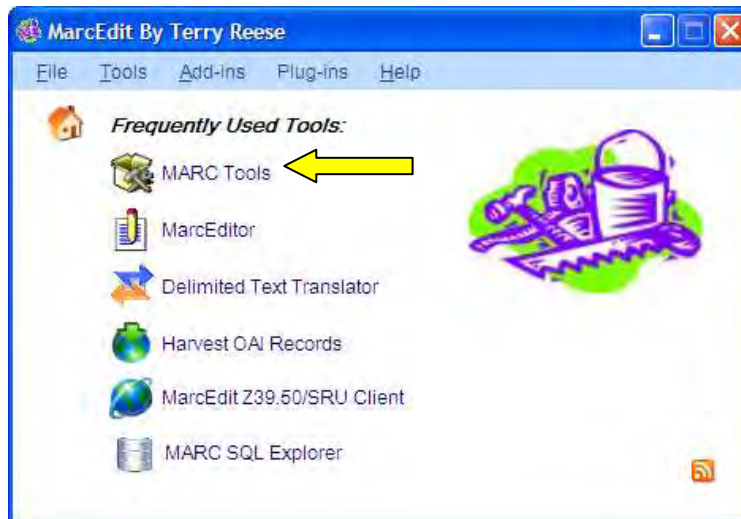 MarcEdit By Terry Reese
File Tools Add-ins Plug-ins Help
Frequently Used Tools:
MARC Tools
MarcEditor
Delimited Text Translator
Harvest OAI Records
MarcEdit Z39.50/SRU Client
MARC SQL Explorer